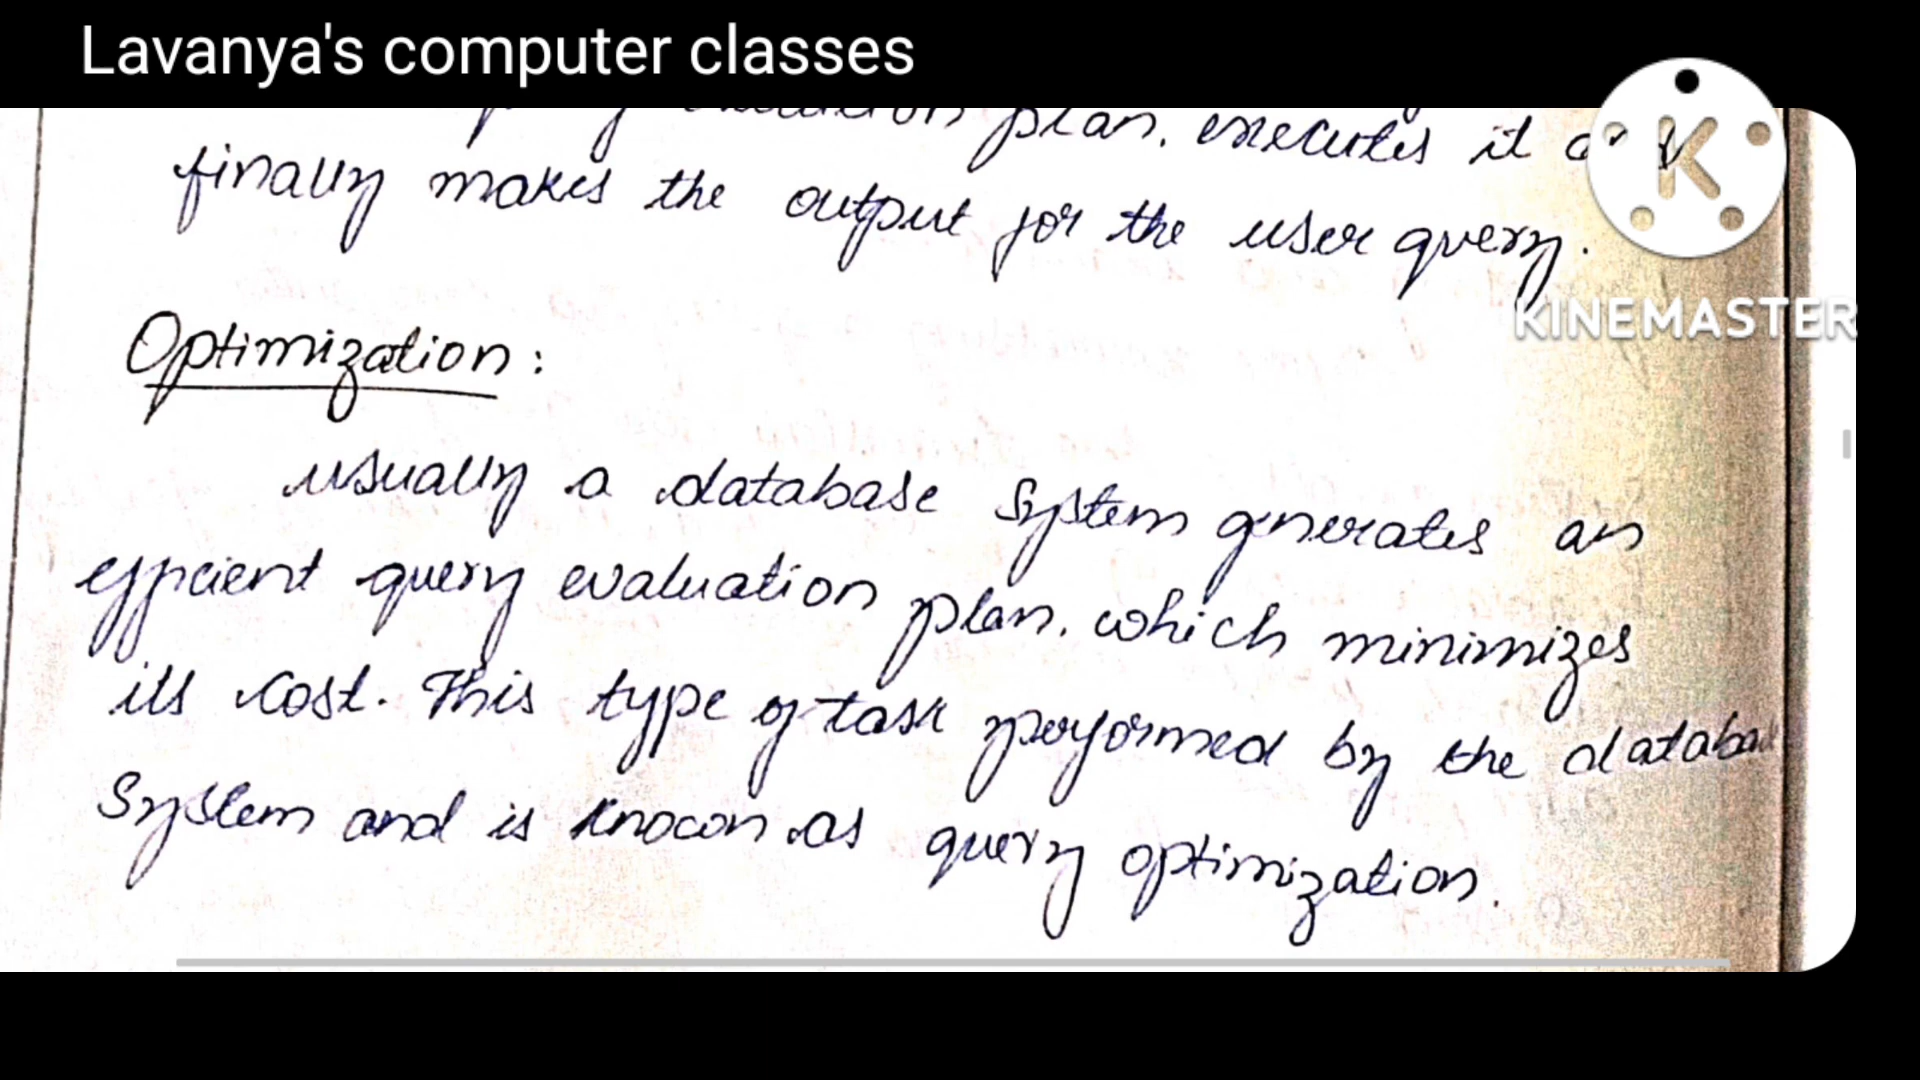 Lavanya's computer classes
plan, executes it
finally makes the output for the user query.
KINEMASTER
Optimization:
usually a database system generates an
efficient query evaluation plan, which minimizes
its cost. This type of task performed by the databa
System and is known as query optimization.